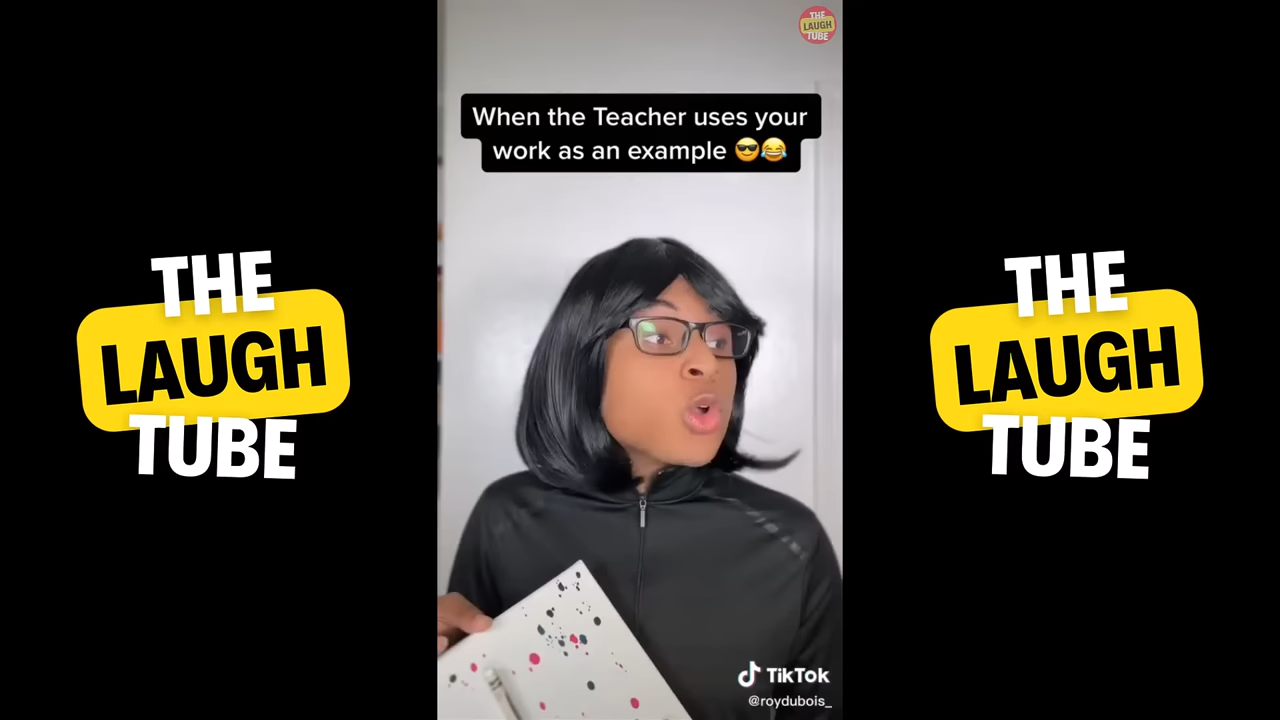 THE
LAUGH
TUBE
THE
LAUGH
TUBE
When the Teacher uses your
work as an example 😎😂
TikTok
@roydubois_
THE
LAUGH
TUBE